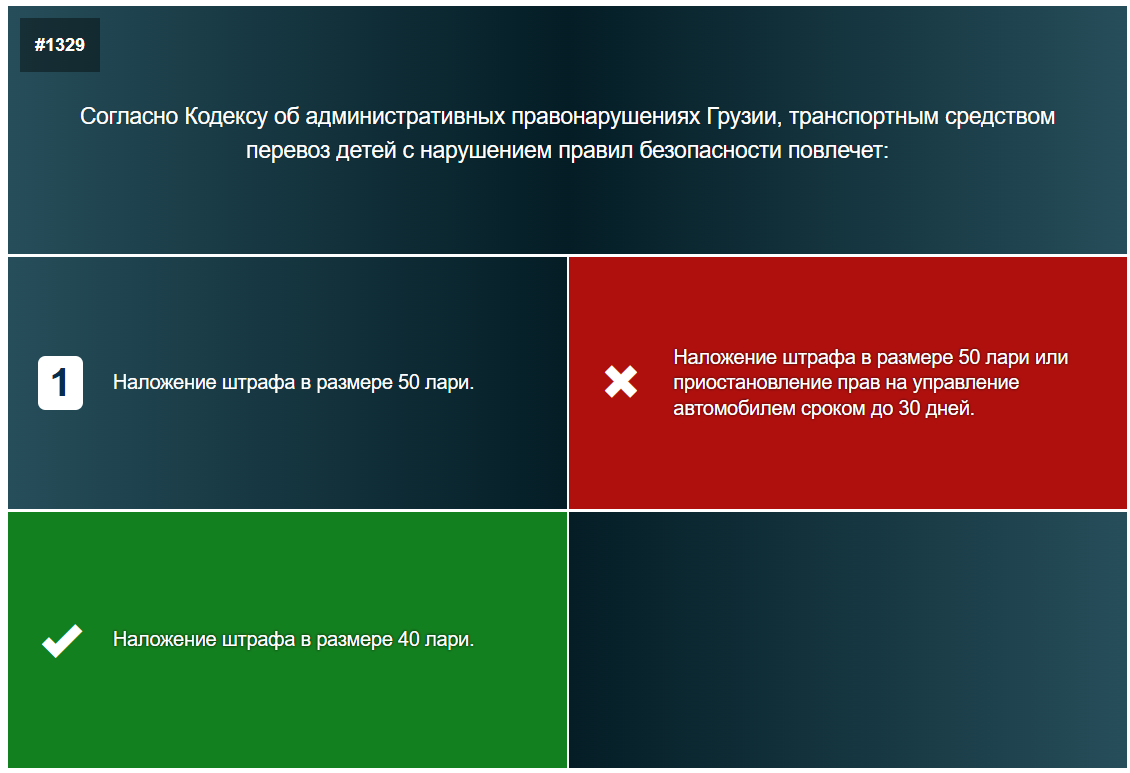 #1329
Согласно Кодексу об административных правонарушениях Грузии, транспортным средством
перевоз детей с нарушением правил безопасности повлечет:
1
Наложение штрафа в размере 50 лари.
Наложение штрафа в размере 50 лари или
приостановление прав на управление
автомобилем сроком до 30 дней.
Наложение штрафа в размере 40 лари.